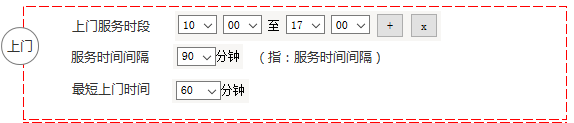 上门服务时段 10 00 至 17 00 + x
上门
服务时间间隔 90 分钟 （指：服务时间间隔）
最短上门时间 60 分钟